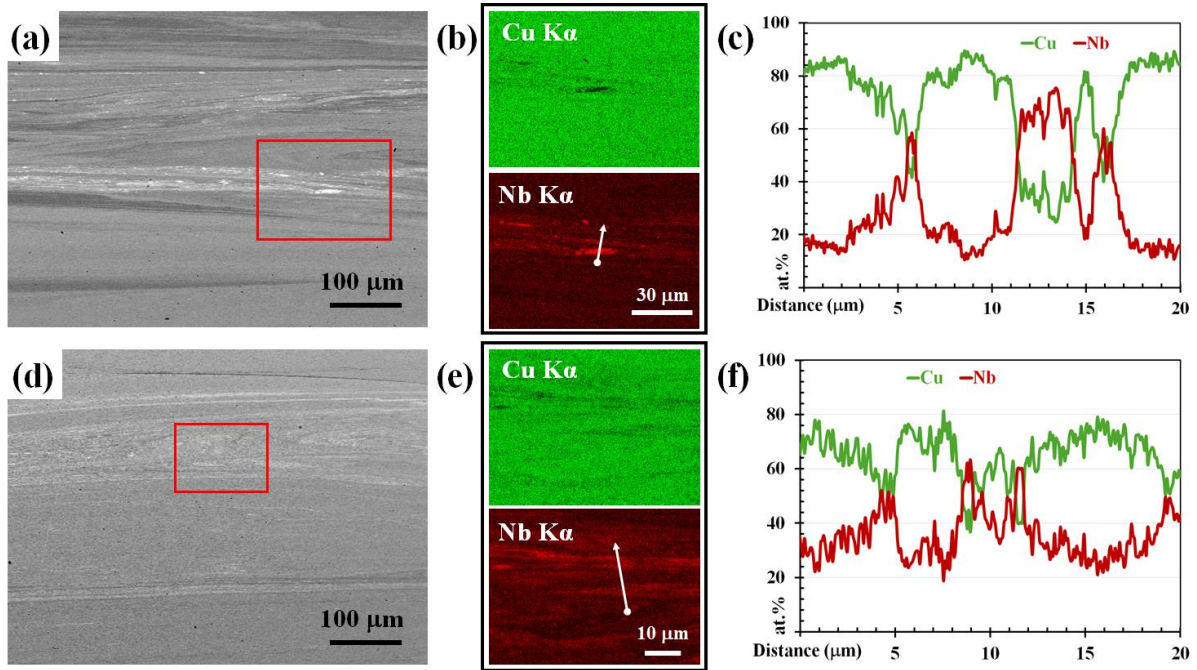 (a)
100 μm
(b)
Cu Kα
Nb Kα
30 μm
(c)
100
80
60
40
20
at.%
Cu
Nb
Distance (μm)
5
10
15
20
(d)
100 μm
(e)
Cu Kα
Nb Kα
10 μm
(f)
100
80
60
40
20
at.%
Cu
Nb
Distance (μm)
5
10
15
20